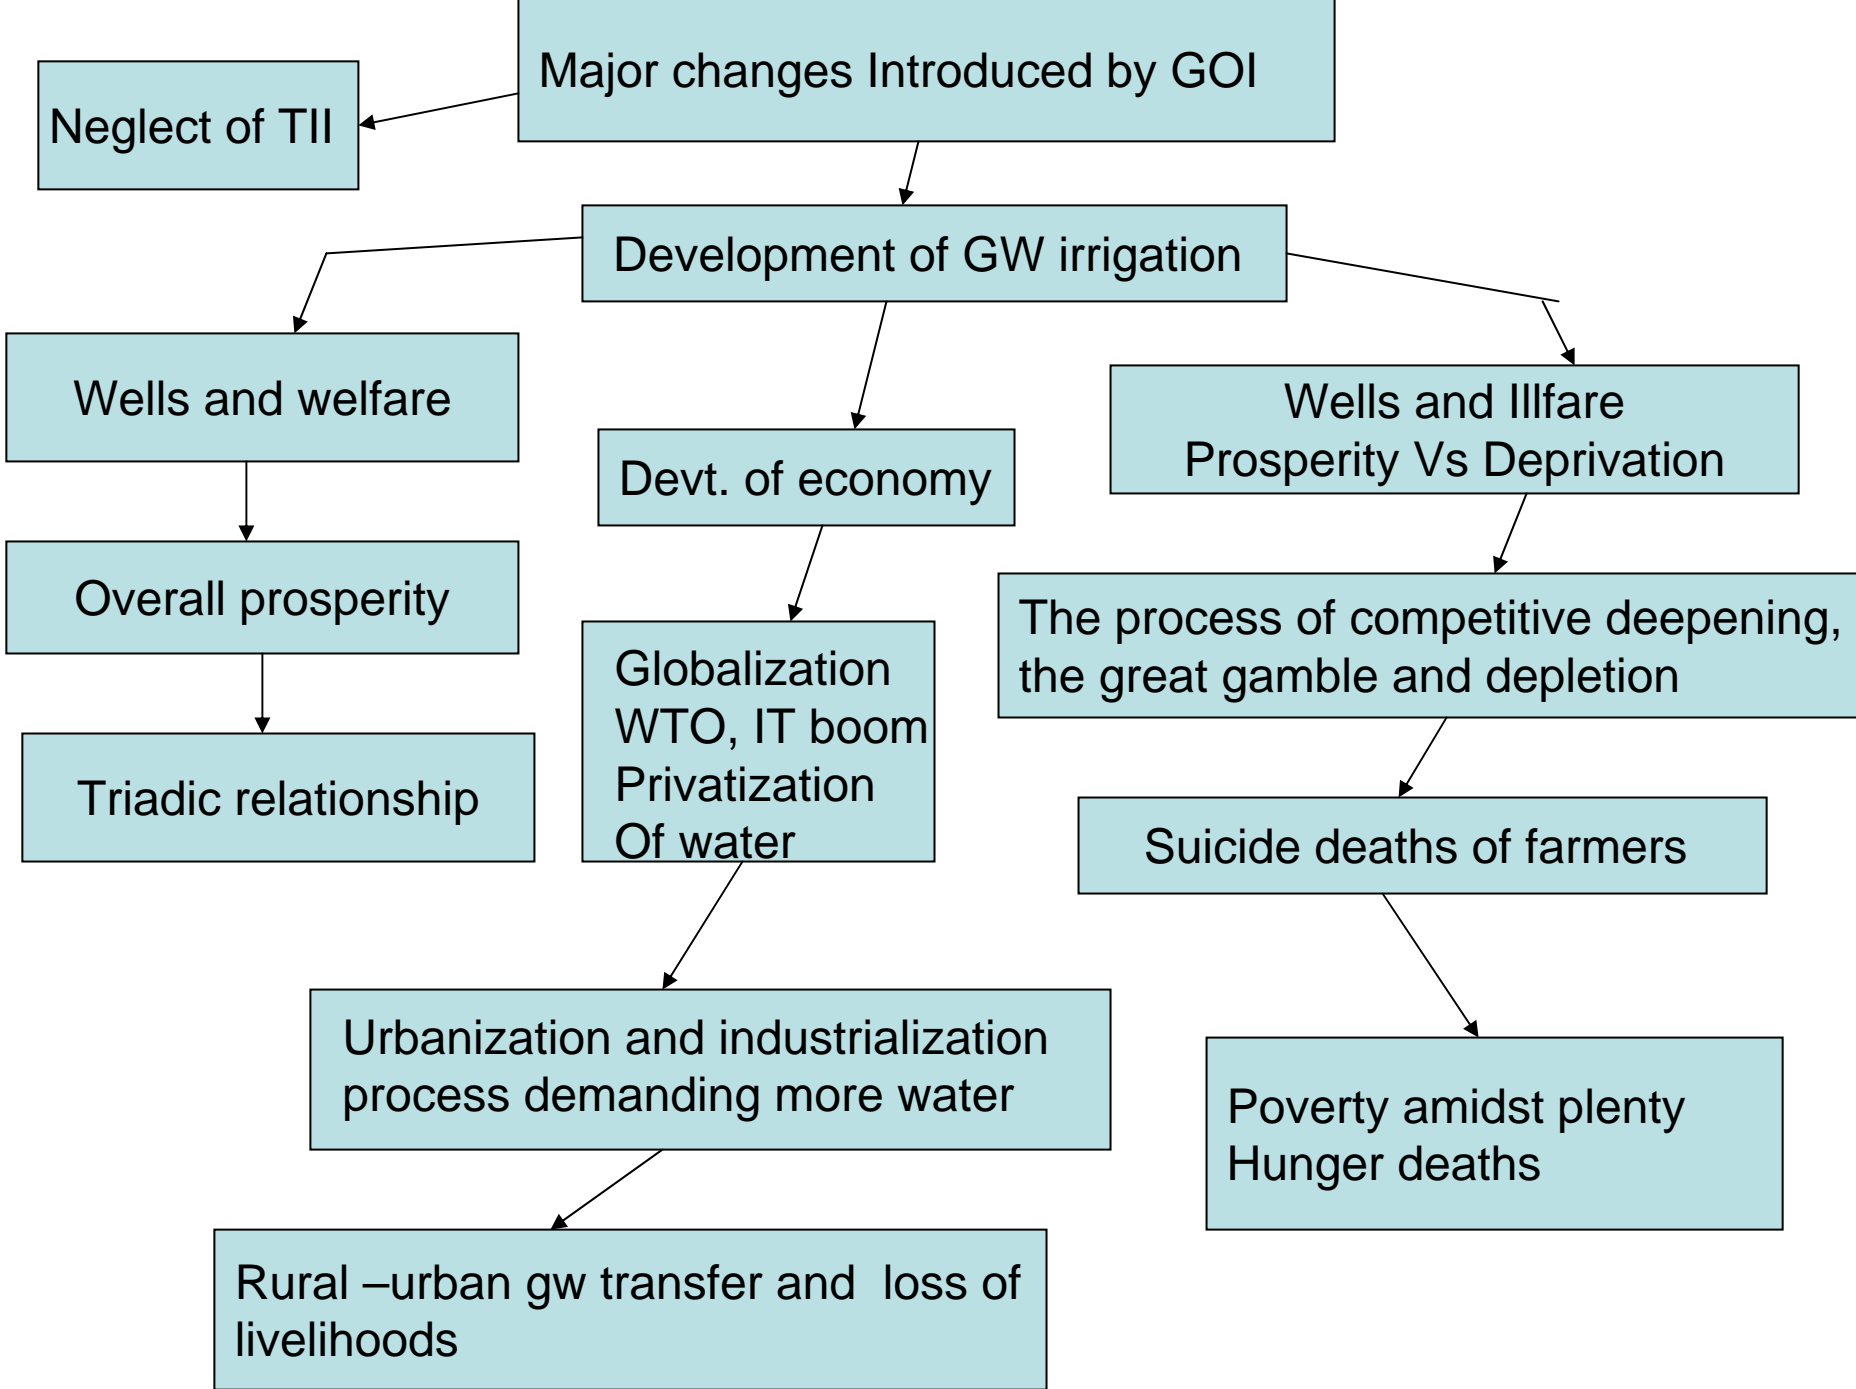 Major changes Introduced by GOI
Neglect of TII
Development of GW irrigation
Wells and welfare
Wells and Illfare
Prosperity Vs Deprivation
Devt. of economy
Overall prosperity
The process of competitive deepening,
the great gamble and depletion
Globalization
WTO, IT boom
Privatization
Of water
Triadic relationship
Suicide deaths of farmers
Urbanization and industrialization
process demanding more water
Poverty amidst plenty
Hunger deaths
Rural –urban gw transfer and  loss of
livelihoods